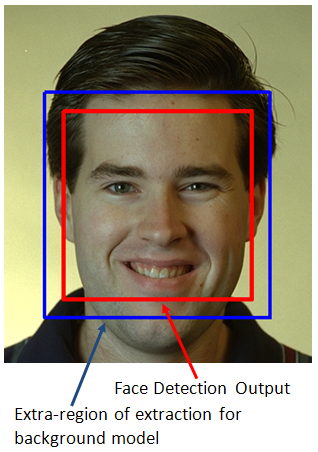 Face Detection Output
Extra-region of extraction for
background model